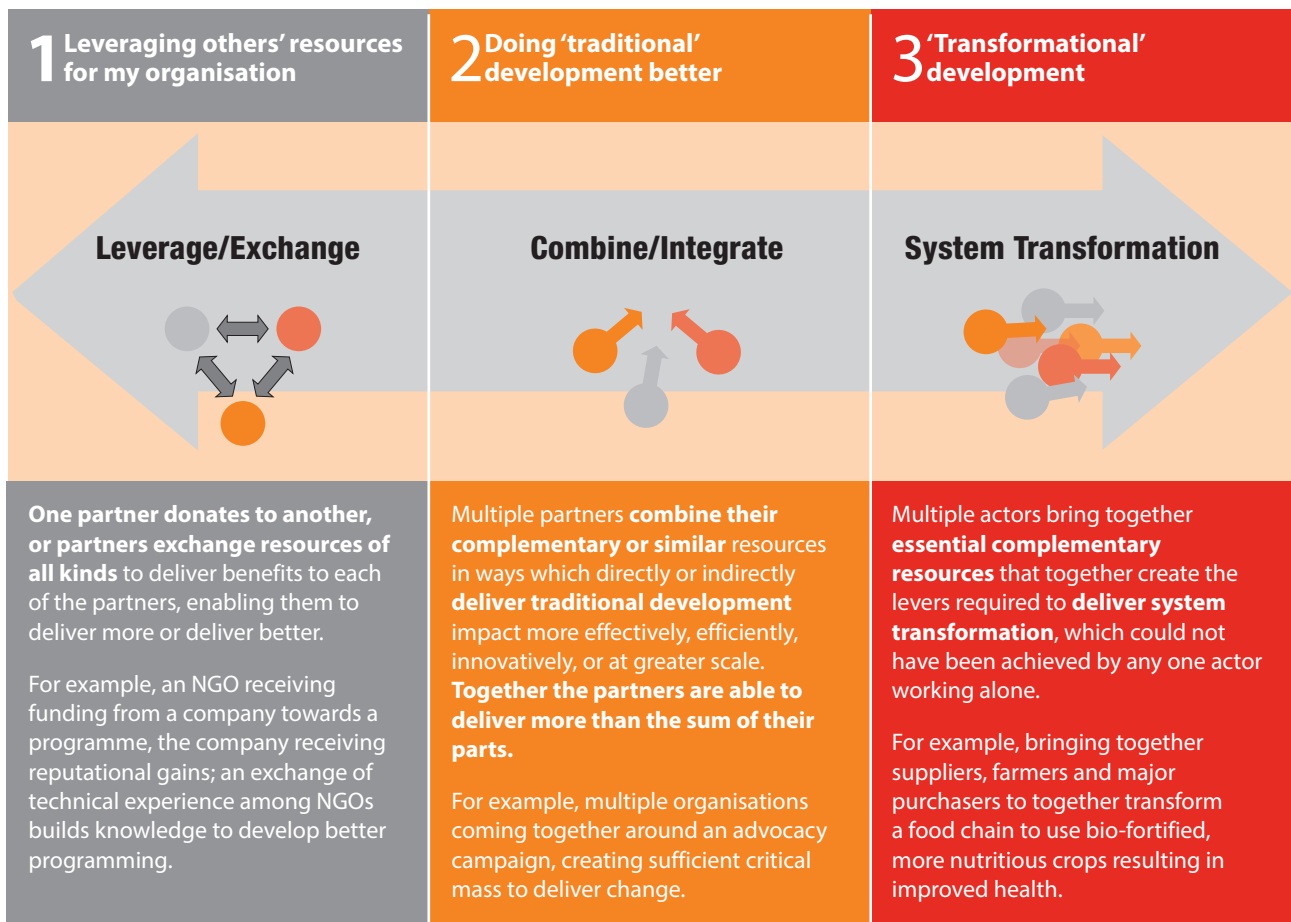 1 Leveraging others’ resources
for my organisation
2 Doing ‘traditional’
development better
3 ‘Transformational’
development
Leverage/Exchange
Combine/Integrate
System Transformation
One partner donates to another,
or partners exchange resources of
all kinds to deliver benefits to each
of the partners, enabling them to
deliver more or deliver better.
For example, an NGO receiving
funding from a company towards a
programme, the company receiving
reputational gains; an exchange of
technical experience among NGOs
builds knowledge to develop better
programming.
Multiple partners combine their
complementary or similar resources
in ways which directly or indirectly
deliver traditional development
impact more effectively, efficiently,
innovatively, or at greater scale.
Together the partners are able to
deliver more than the sum of their
parts.
For example, multiple organisations
coming together around an advocacy
campaign, creating sufficient critical
mass to deliver change.
Multiple actors bring together
essential complementary
resources that together create the
levers required to deliver system
transformation, which could not
have been achieved by any one actor
working alone.
For example, bringing together
suppliers, farmers and major
purchasers to together transform
a food chain to use bio-fortified,
more nutritious crops resulting in
improved health.